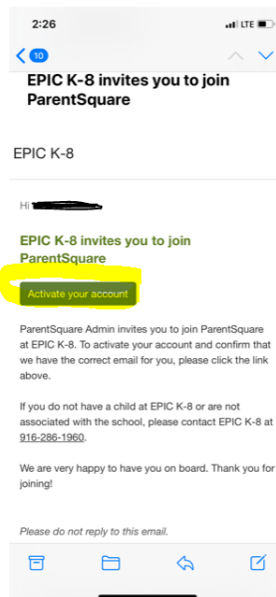 2:26
LTE
10
EPIC K-8 invites you to join
ParentSquare
EPIC K-8
Hi
EPIC K-8 invites you to join
ParentSquare
Activate your account
ParentSquare Admin invites you to join ParentSquare
at EPIC K-8. To activate your account and confirm that
we have the correct email for you, please click the link
above.
If you do not have a child at EPIC K-8 or are not
associated with the school, please contact EPIC K-8 at
916-286-1960.
We are very happy to have you on board. Thank you for
joining!
Please do not reply to this email.